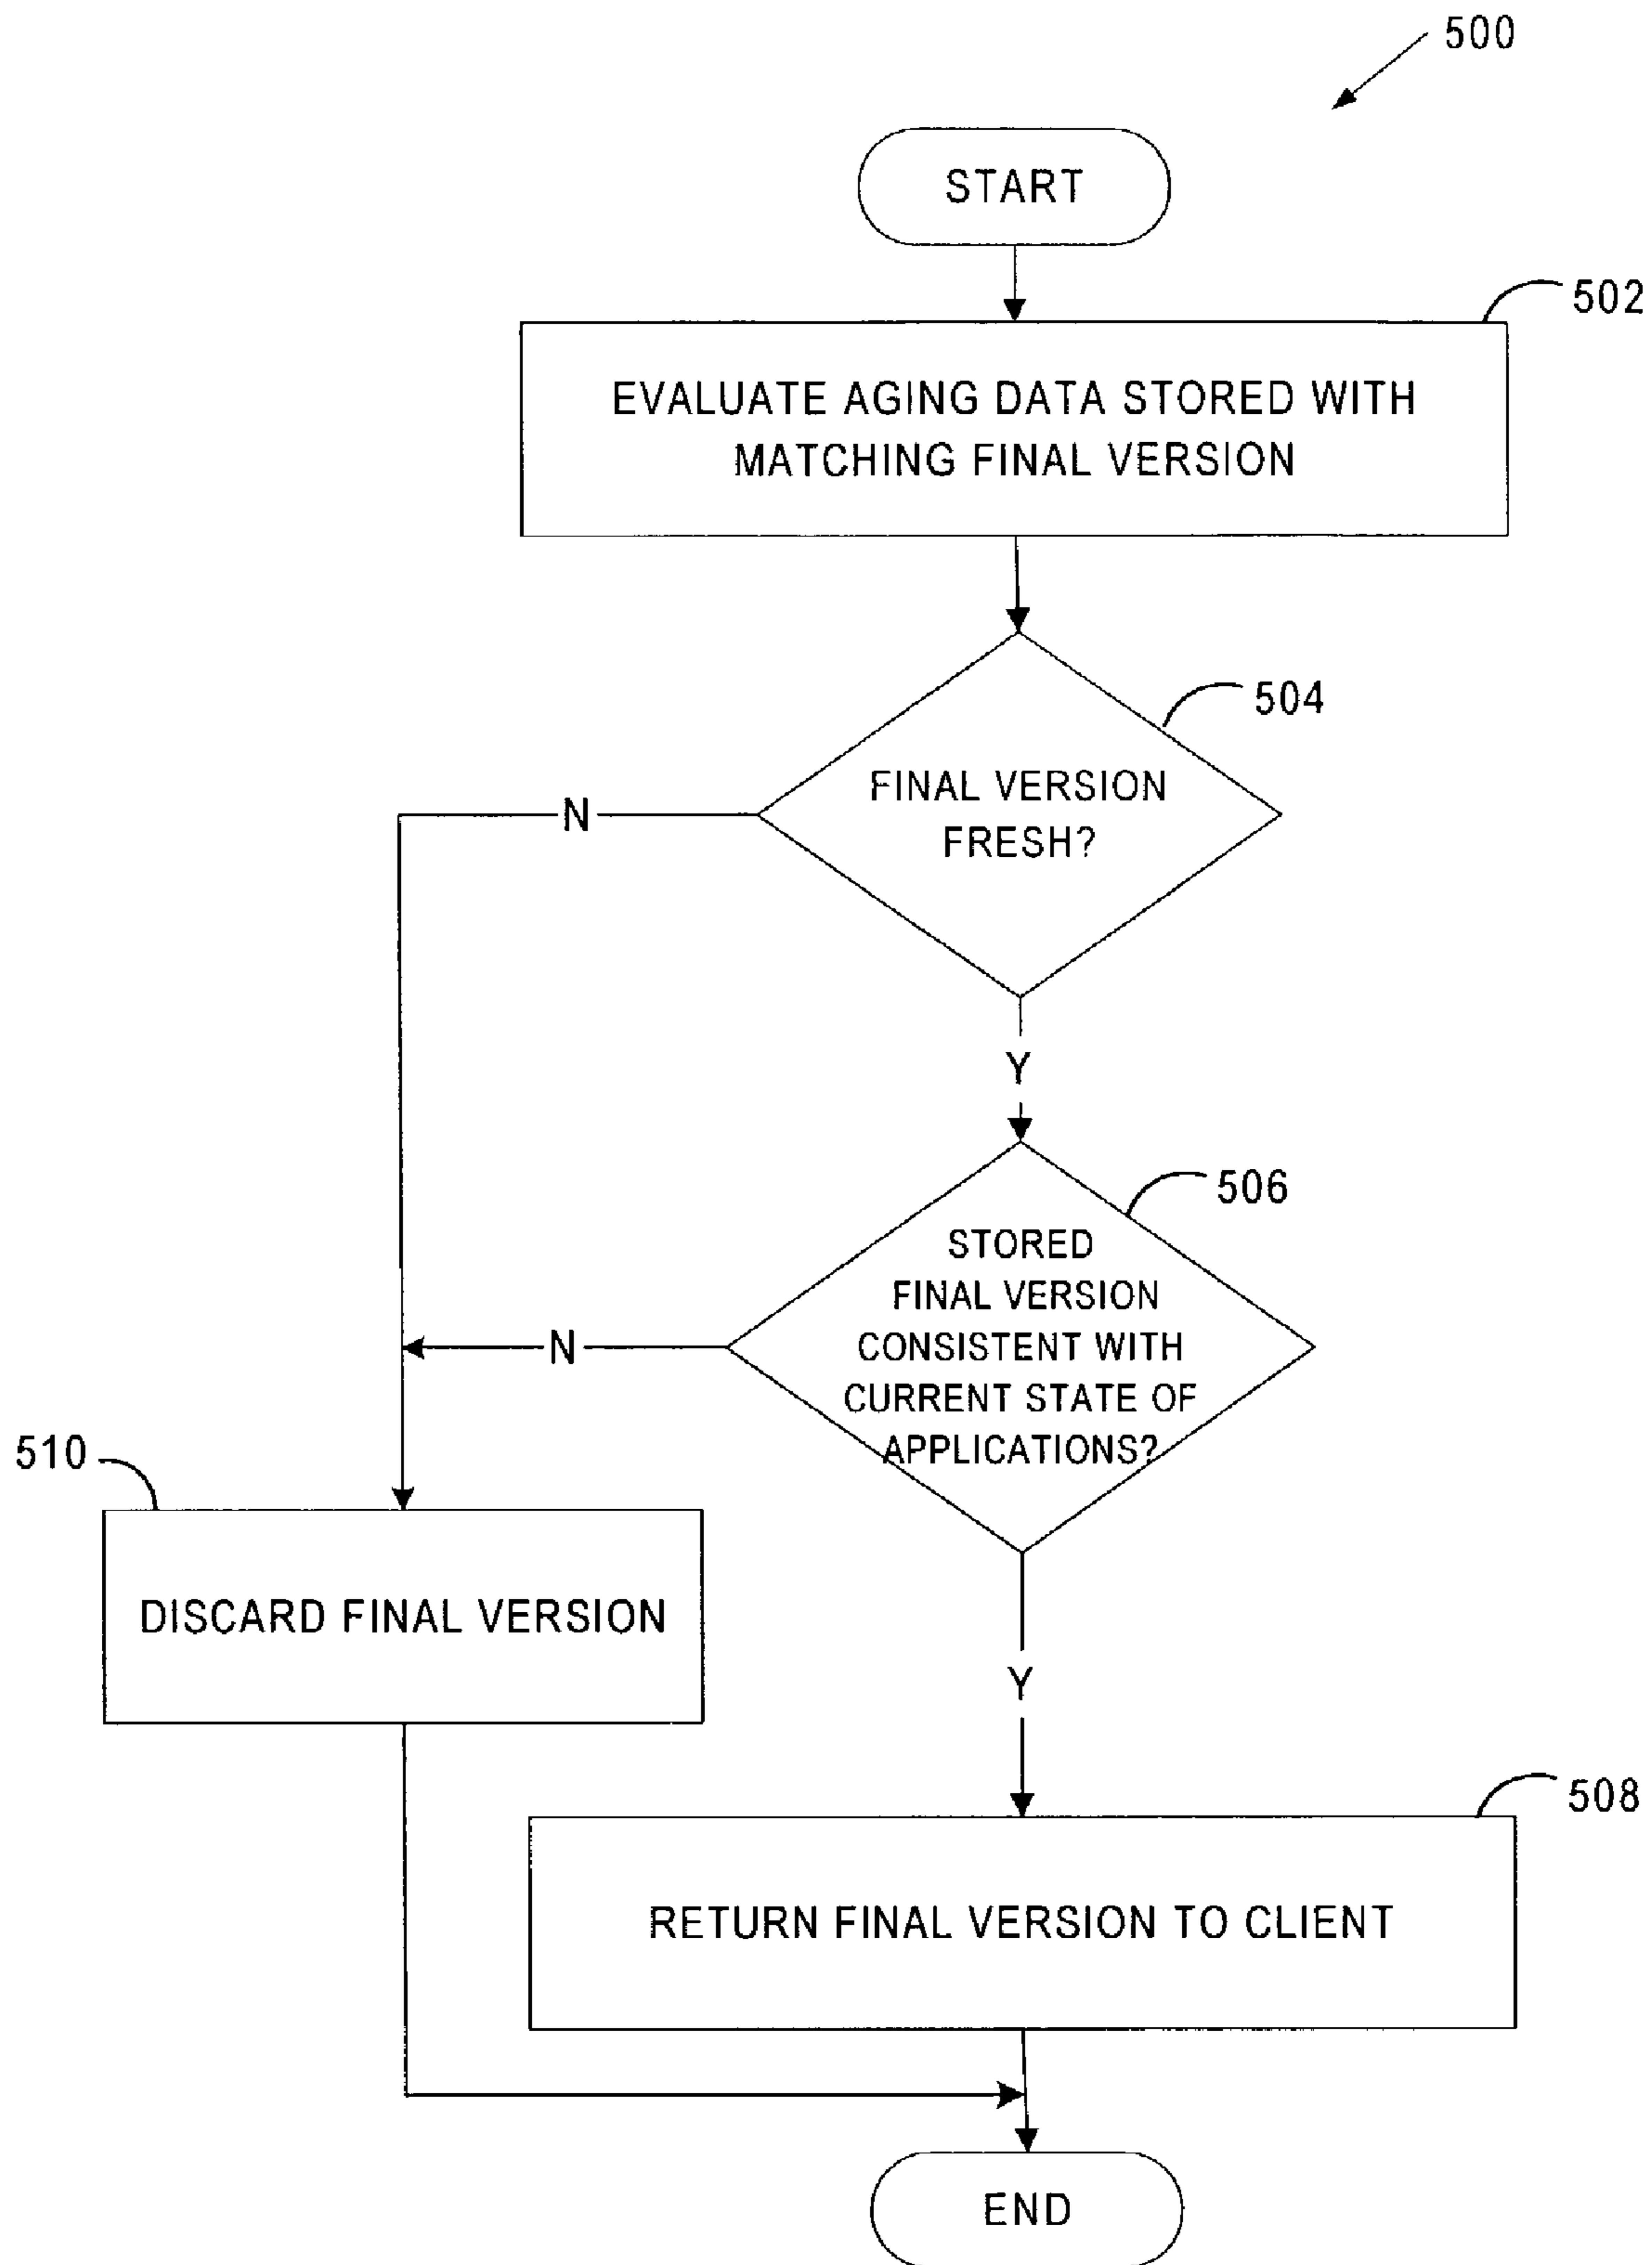 500
START
502
EVALUATE AGING DATA STORED WITH
MATCHING FINAL VERSION
504
FINAL VERSION
FRESH?
N
Y
506
STORED
FINAL VERSION
CONSISTENT WITH
CURRENT STATE OF
APPLICATIONS?
N
510
DISCARD FINAL VERSION
Y
508
RETURN FINAL VERSION TO CLIENT
END